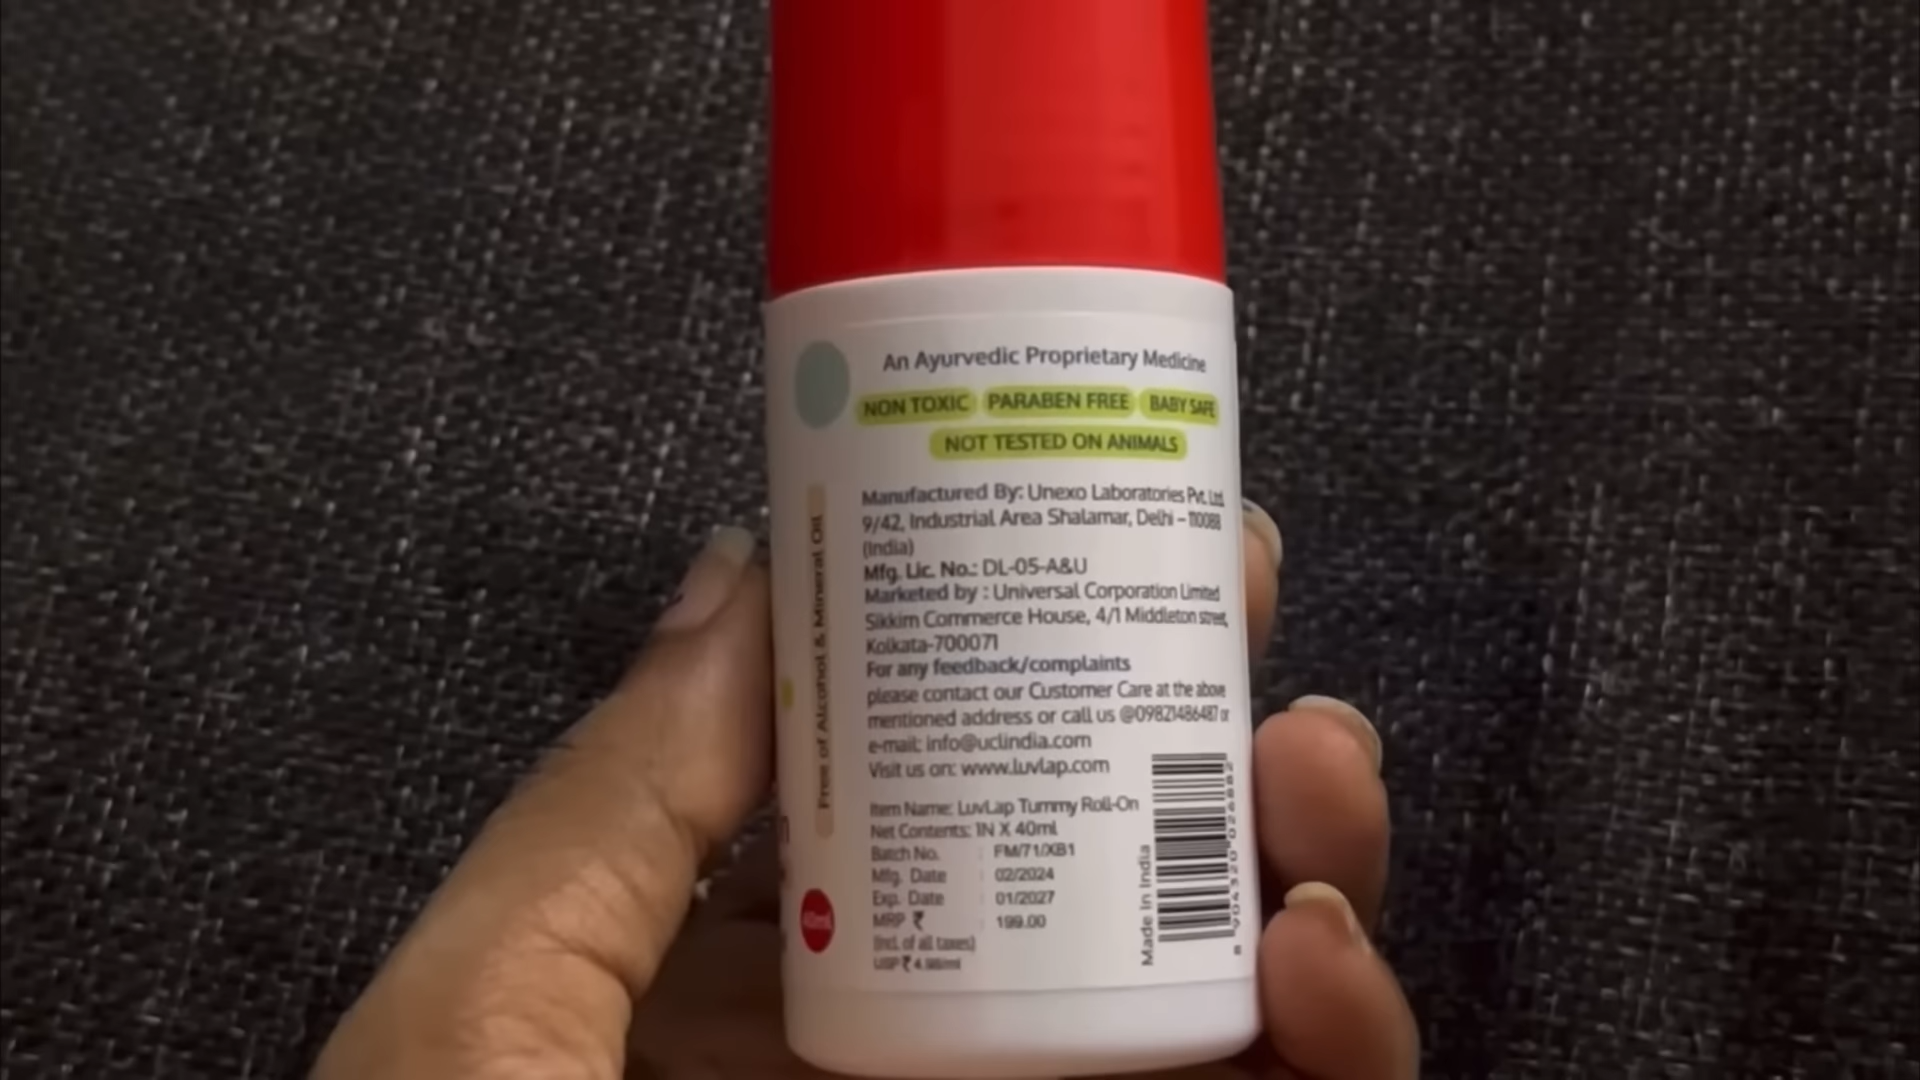 An Ayurvedic Proprietary Medicine
NON TOXIC PARABEN FREE BABY SAFE
NOT TESTED ON ANIMALS
Free of Alcohol & Mineral Oil
Manufactured By: Unexo Laboratories Pvt. Ltd.
9/42, Industrial Area Shalamar, Delhi – 110088
(India)
Mfg. Lic. No.: DL-05-A&U
Marketed by : Universal Corporation Limited
Sikkim Commerce House, 4/1 Middleton street,
Kolkata-700071
For any feedback/complaints
please contact our Customer Care at the above
mentioned address or call us @09821486487 or
e-mail: info@uclindia.com
Visit us on: www.luvlap.com
Item Name: LuvLap Tummy Roll-On
Net Contents: 1N X 40ml
Batch No. : FM/71/XB1
Mfg. Date : 02/2024
Exp. Date : 01/2027
MRP ₹ : 199.00
(Incl. of all taxes)
USP ₹ 4.98/ml
Made In India
40ml